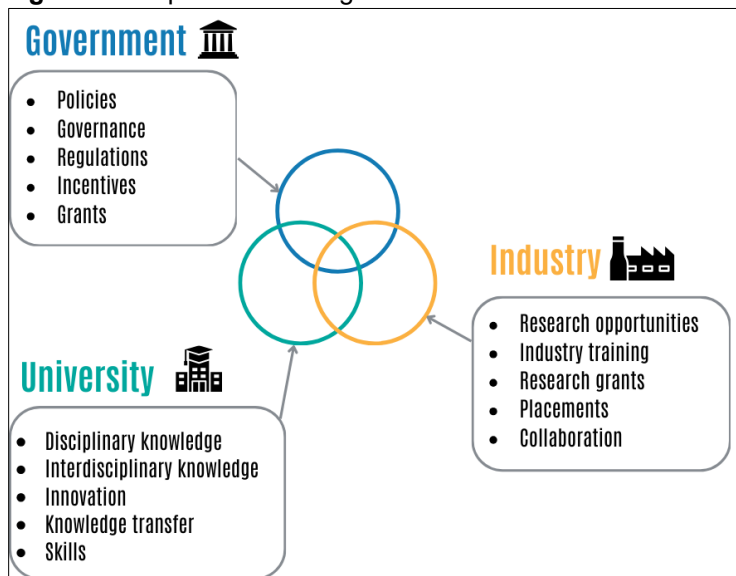 Government
• Policies
• Governance
• Regulations
• Incentives
• Grants
Industry
• Research opportunities
• Industry training
• Research grants
• Placements
• Collaboration
University
• Disciplinary knowledge
• Interdisciplinary knowledge
• Innovation
• Knowledge transfer
• Skills